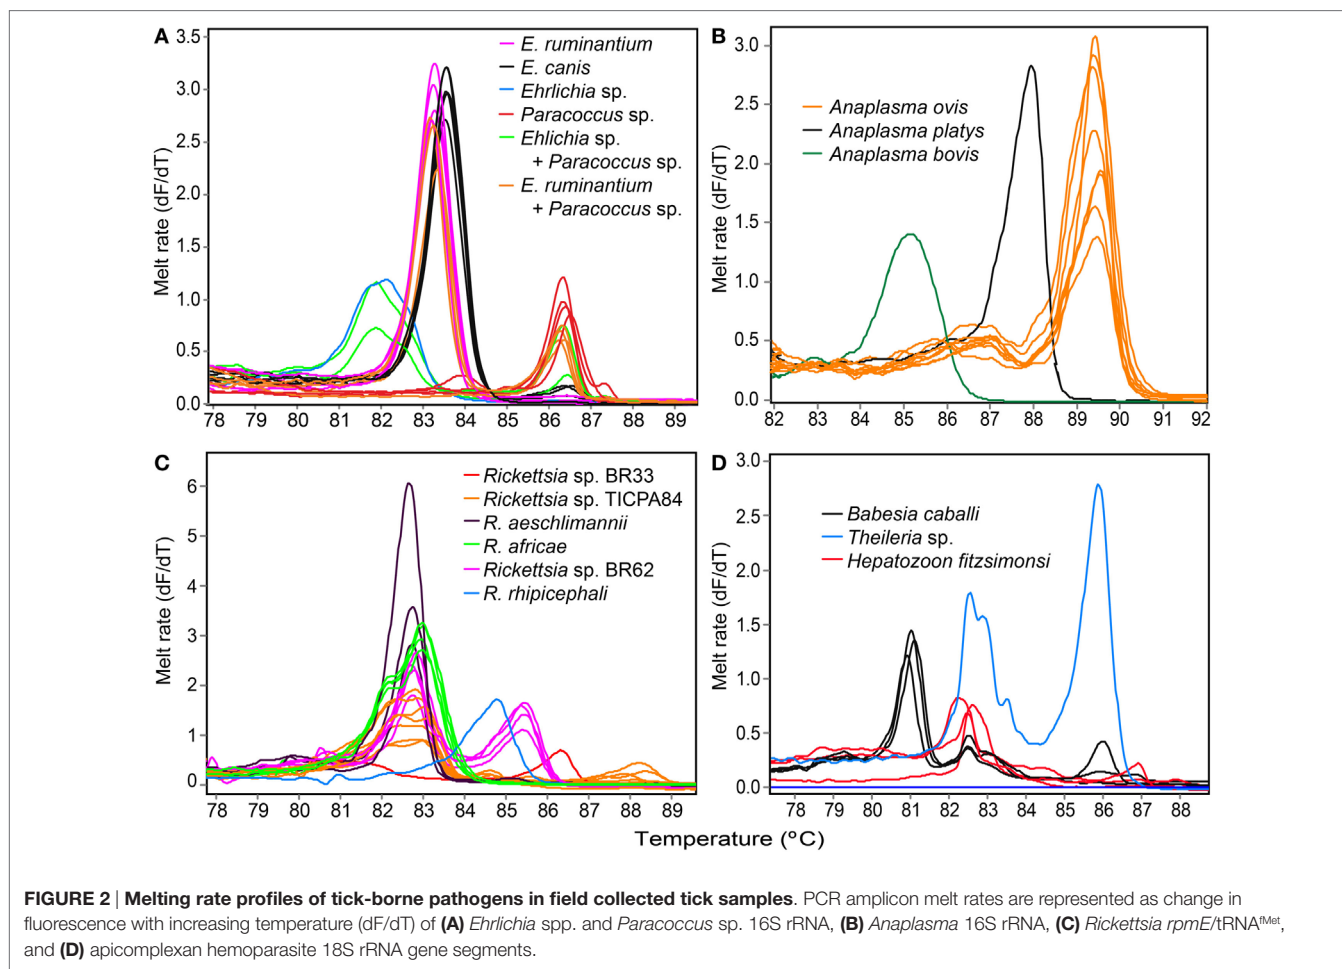 A
3.5
3.0
2.5
2.0
1.5
1.0
0.5
0.0
Melt rate (dF/dT)
78 79 80 81 82 83 84 85 86 87 88 89
E. ruminantium
E. canis
Ehrlichia sp.
Paracoccus sp.
Ehlichia sp.
+ Paracoccus sp.
E. ruminantium
+ Paracoccus sp.
B
3.0
2.5
2.0
1.5
1.0
0.5
0.0
Melt rate (dF/dT)
82 83 84 85 86 87 88 89 90 91 92
Anaplasma ovis
Anaplasma platys
Anaplasma bovis
C
6
5
4
3
2
1
0
Melt rate (dF/dT)
78 79 80 81 82 83 84 85 86 87 88 89
Rickettsia sp. BR33
Rickettsia sp. TICPA84
R. aeschlimannii
R. africae
Rickettsia sp. BR62
R. rhipicephali
D
3.0
2.5
2.0
1.5
1.0
0.5
0.0
Melt rate (dF/dT)
78 79 80 81 82 83 84 85 86 87 88
Babesia caballi
Theileria sp.
Hepatozoon fitzsimonsi
Temperature (°C)
FIGURE 2 | Melting rate profiles of tick-borne pathogens in field collected tick samples. PCR amplicon melt rates are represented as change in
fluorescence with increasing temperature (dF/dT) of (A) Ehrlichia spp. and Paracoccus sp. 16S rRNA, (B) Anaplasma 16S rRNA, (C) Rickettsia rpmE/tRNAfMet,
and (D) apicomplexan hemoparasite 18S rRNA gene segments.